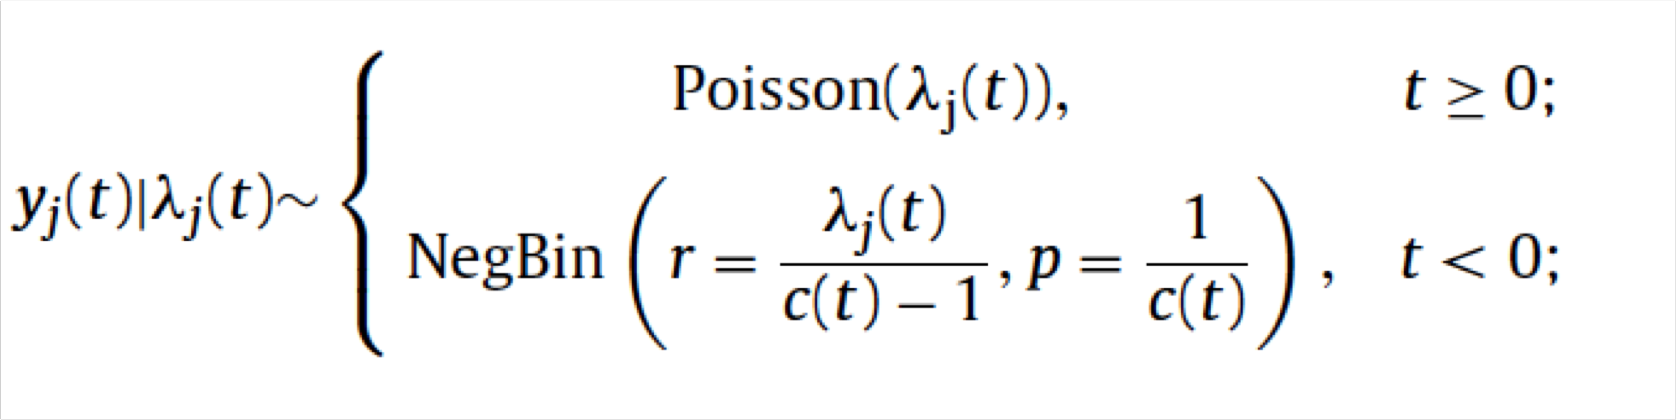 Poisson(λj(t)), t ≥ 0;
yj(t)|λj(t)~
NegBin ( r = λj(t) / c(t) − 1 , p = 1 / c(t) ) , t < 0;